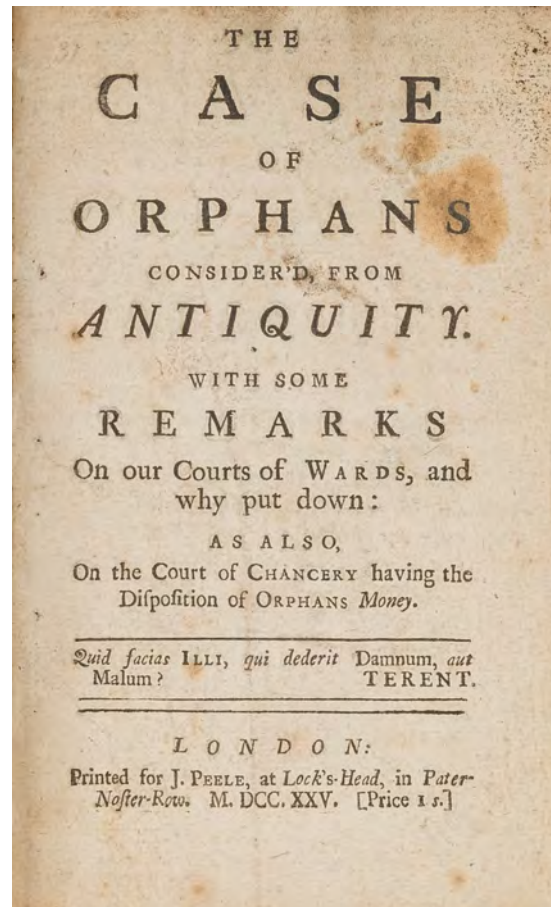 THE
CASE
OF
ORPHANS
CONSIDER'D, FROM
ANTIQUITY.
WITH SOME
REMARKS
On our Courts of WARDS, and
why put down:
AS ALSO,
On the Court of CHANCERY having the
Diſpoſition of ORPHANS Money.
Quid facias ILLI, qui dederit Damnum, aut
Malum? TERENT.
LONDON:
Printed for J. PEELE, at Lock's-Head, in Pater-
Noſter-Row. M. DCC. XXV. [Price 1 s.]